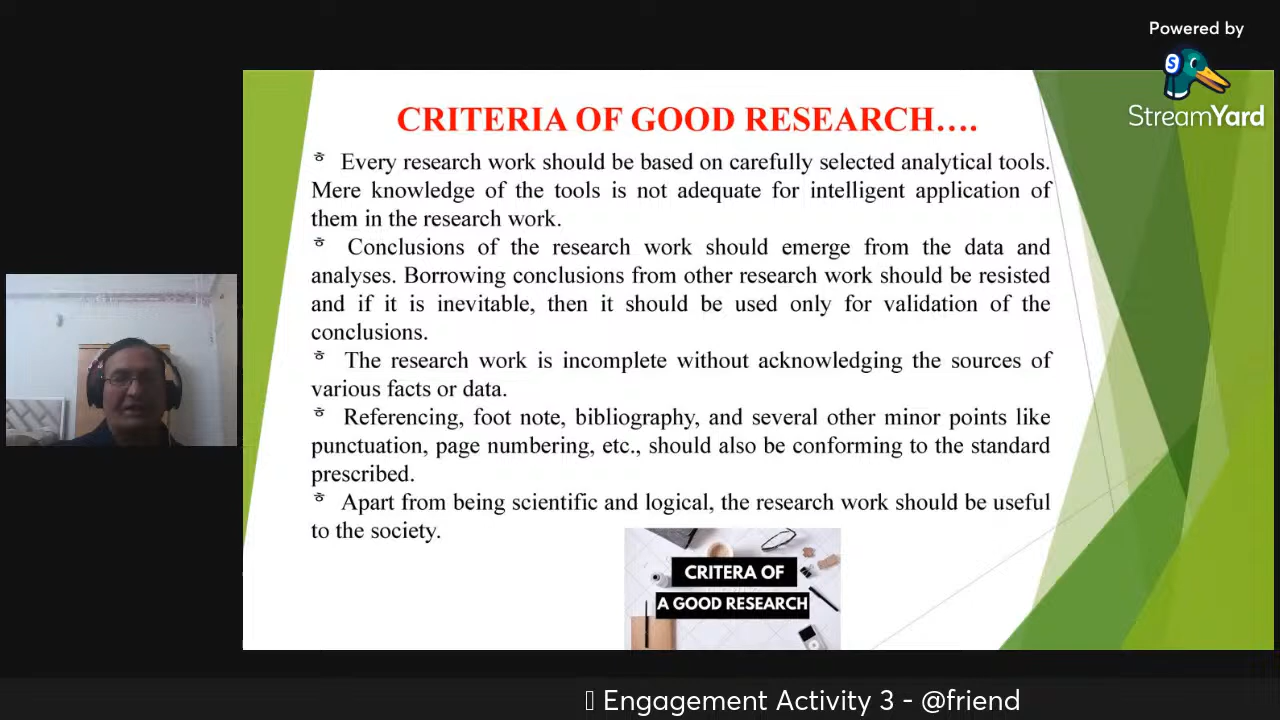 Powered by
StreamYard
CRITERIA OF GOOD RESEARCH….
Every research work should be based on carefully selected analytical tools.
Mere knowledge of the tools is not adequate for intelligent application of
them in the research work.
Conclusions of the research work should emerge from the data and
analyses. Borrowing conclusions from other research work should be resisted
and if it is inevitable, then it should be used only for validation of the
conclusions.
The research work is incomplete without acknowledging the sources of
various facts or data.
Referencing, foot note, bibliography, and several other minor points like
punctuation, page numbering, etc., should also be conforming to the standard
prescribed.
Apart from being scientific and logical, the research work should be useful
to the society.
CRITERA OF
A GOOD RESEARCH
Engagement Activity 3 - @friend